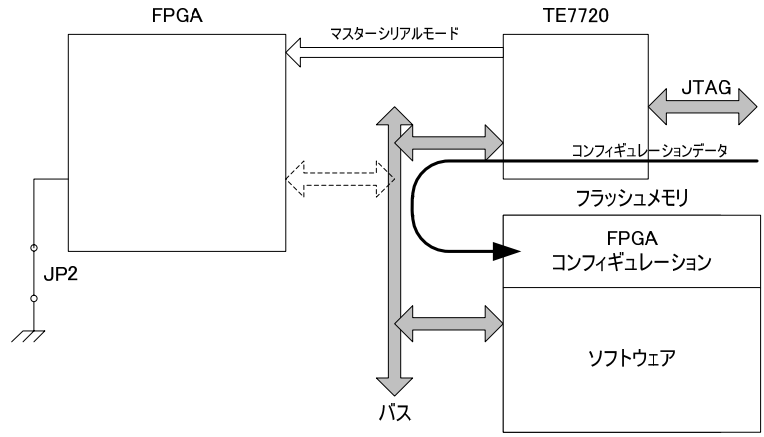 FPGA
TE7720
マスターシリアルモード
JTAG
コンフィギュレーションデータ
フラッシュメモリ
FPGA
コンフィギュレーション
JP2
ソフトウェア
バス